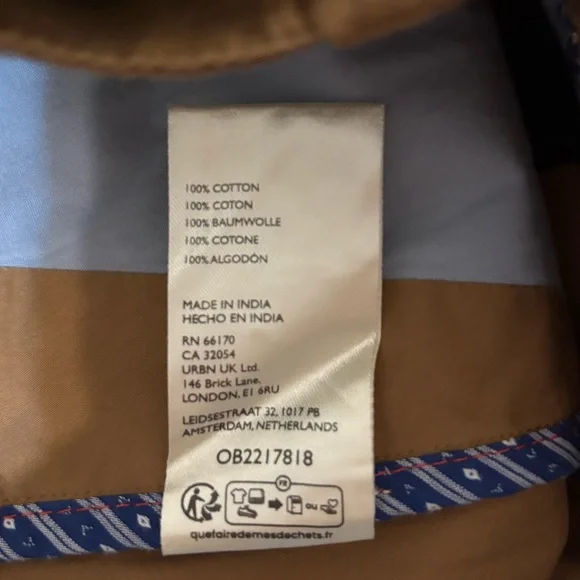 100% COTTON
100% COTON
100% BAUMWOLLE
100% COTONE
100% ALGODÓN
MADE IN INDIA
HECHO EN INDIA
RN 66170
CA 32054
URBN UK Ltd.
146 Brick Lane,
LONDON, E1 6RU
LEIDSESTRAAT 32, 1017 PB
AMSTERDAM, NETHERLANDS
OB2217818
FR
OU
quefairedemesdechets.fr